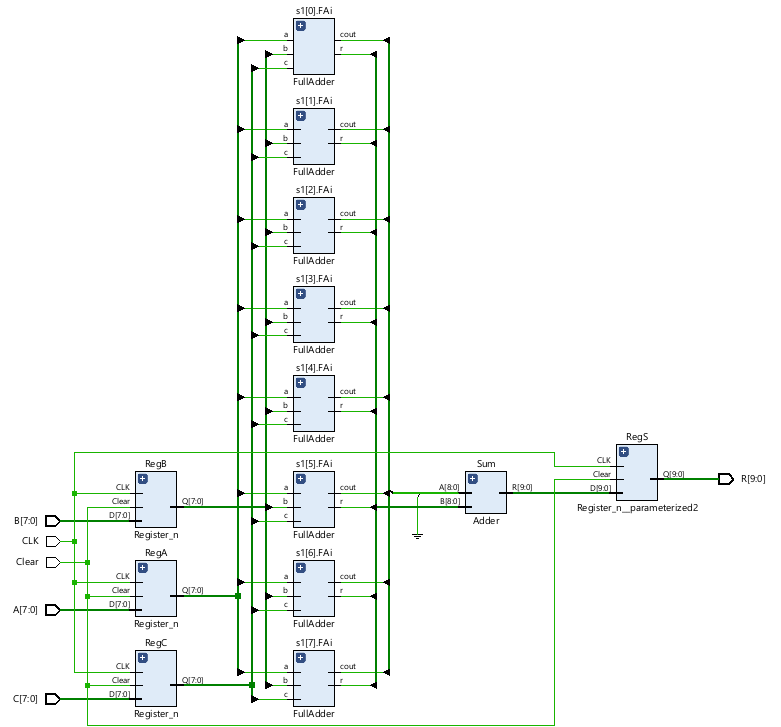 s1[0].FAi
a
b
c
cout
r
FullAdder
s1[1].FAi
a
b
c
cout
r
FullAdder
s1[2].FAi
a
b
c
cout
r
FullAdder
s1[3].FAi
a
b
c
cout
r
FullAdder
s1[4].FAi
a
b
c
cout
r
FullAdder
s1[5].FAi
a
b
c
cout
r
FullAdder
s1[6].FAi
a
b
c
cout
r
FullAdder
s1[7].FAi
a
b
c
cout
r
FullAdder
RegB
CLK
Clear
D[7:0]
Q[7:0]
Register_n
RegA
CLK
Clear
D[7:0]
Q[7:0]
Register_n
RegC
CLK
Clear
D[7:0]
Q[7:0]
Register_n
B[7:0]
CLK
Clear
A[7:0]
C[7:0]
Sum
A[8:0]
B[8:0]
R[9:0]
Adder
RegS
CLK
Clear
D[9:0]
Q[9:0]
Register_n__parameterized2
R[9:0]